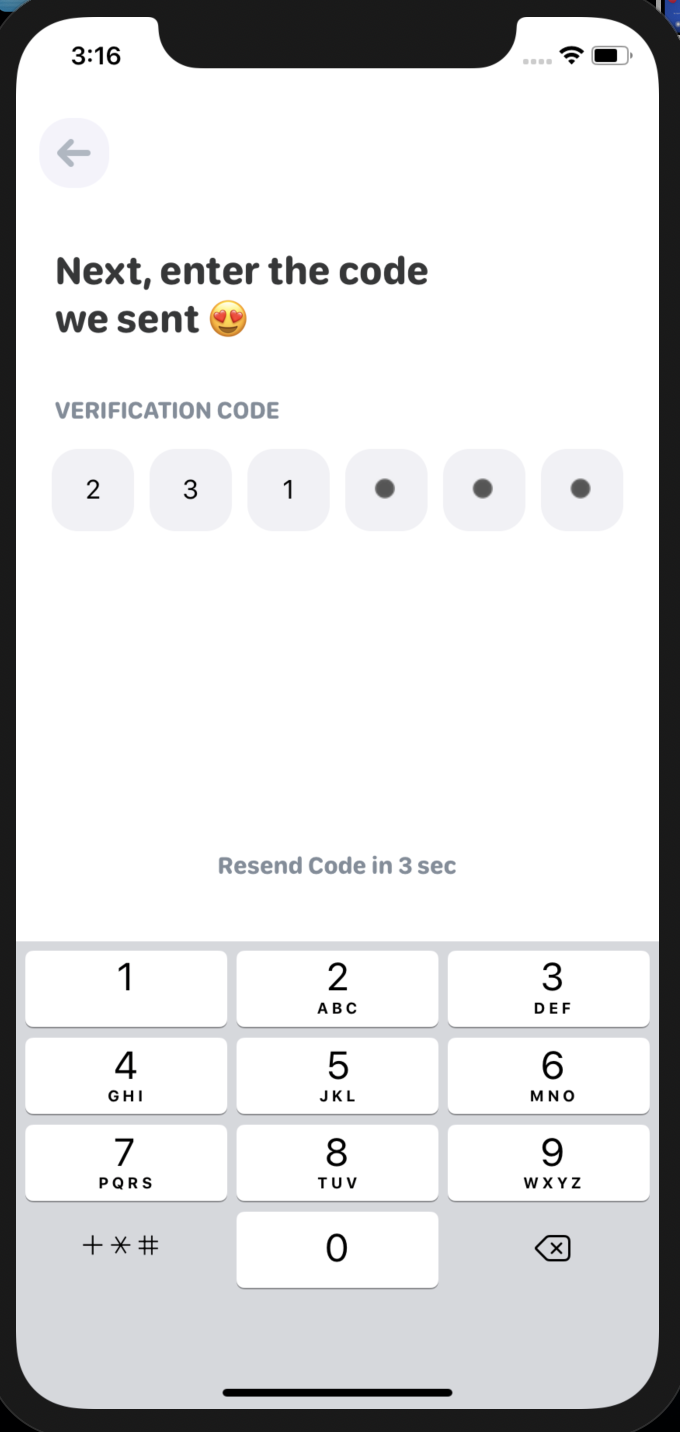 3:16
Next, enter the code
we sent 😍
VERIFICATION CODE
2 3 1
Resend Code in 3 sec
1 2 3
ABC DEF
4 5 6
GHI JKL MNO
7 8 9
PQRS TUV WXYZ
+*# 0